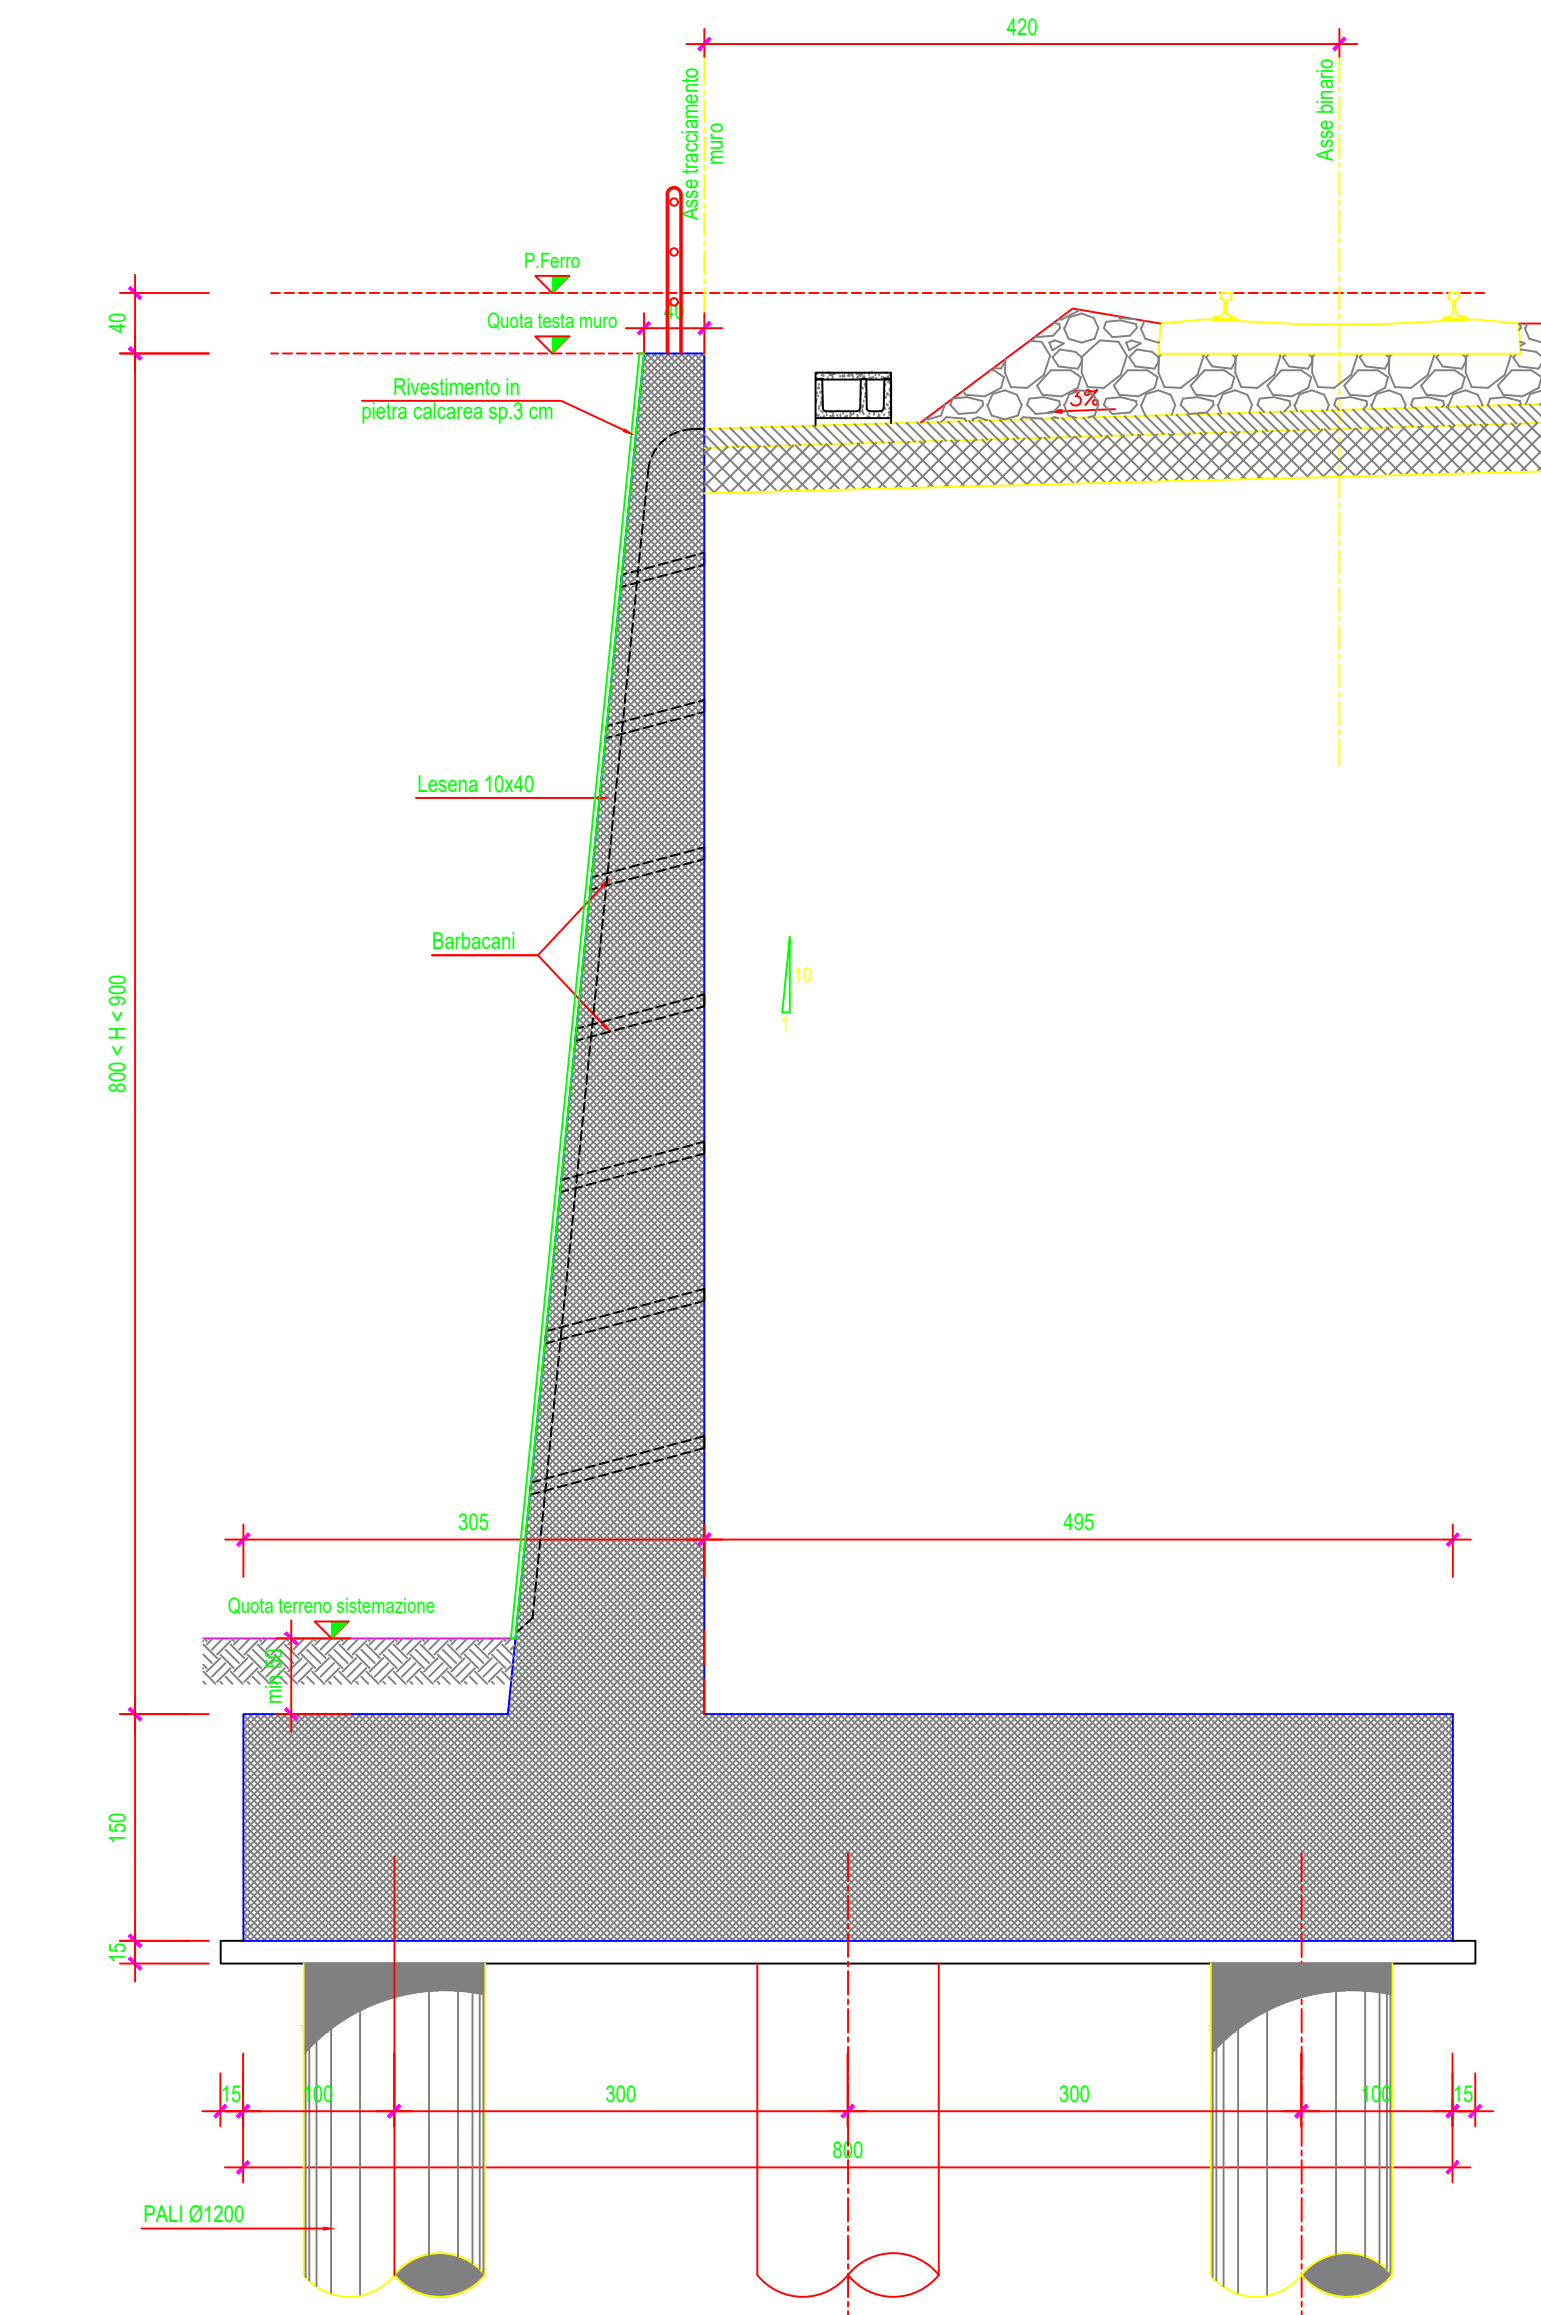 420
Asse tracciamento
muro
Asse binario
P.Ferro
40
Quota testa muro
40
Rivestimento in
pietra calcarea sp.3 cm
3%
Lesena 10x40
Barbacani
10
1
800 < H < 900
305
495
Quota terreno sistemazione
min 50
150
15
15
100
300
300
100
15
800
PALI Ø1200